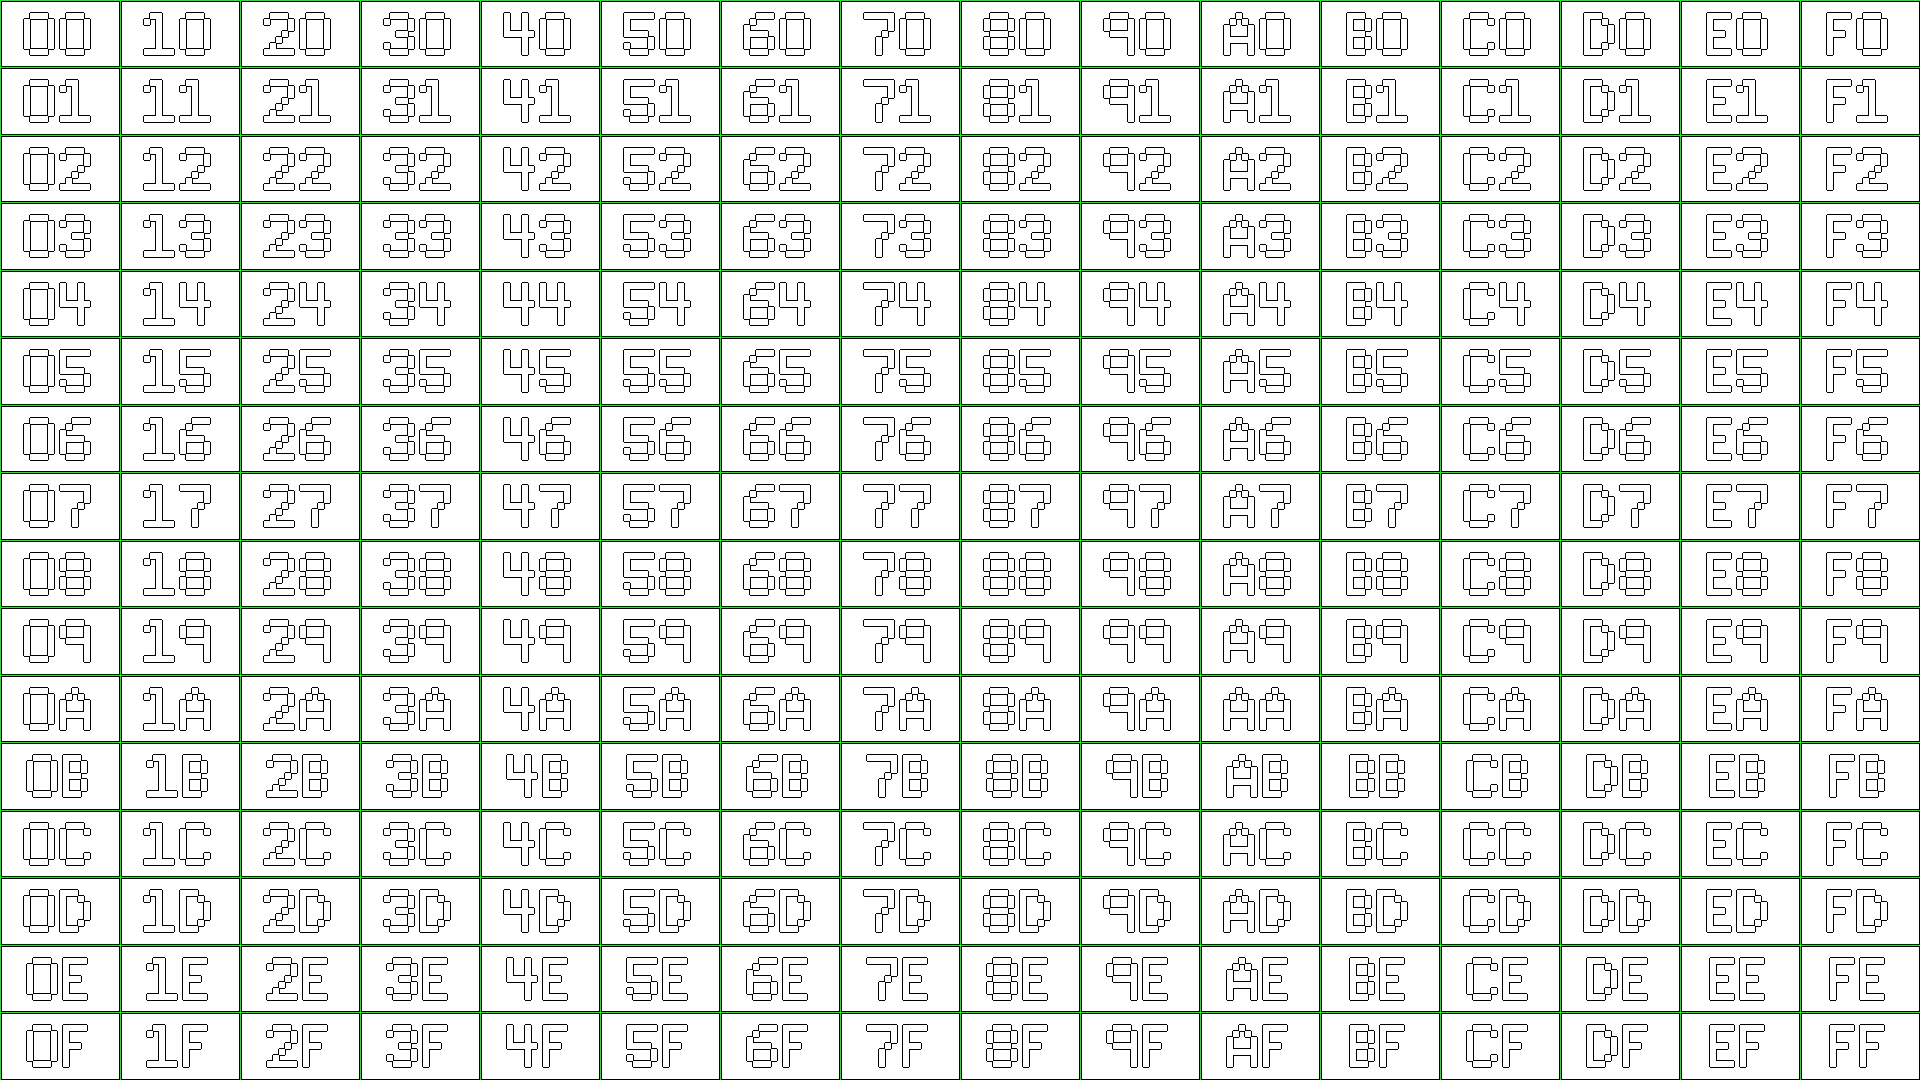 00 10 20 30 40 50 60 70 80 90 A0 B0 C0 D0 E0 F0
01 11 21 31 41 51 61 71 81 91 A1 B1 C1 D1 E1 F1
02 12 22 32 42 52 62 72 82 92 A2 B2 C2 D2 E2 F2
03 13 23 33 43 53 63 73 83 93 A3 B3 C3 D3 E3 F3
04 14 24 34 44 54 64 74 84 94 A4 B4 C4 D4 E4 F4
05 15 25 35 45 55 65 75 85 95 A5 B5 C5 D5 E5 F5
06 16 26 36 46 56 66 76 86 96 A6 B6 C6 D6 E6 F6
07 17 27 37 47 57 67 77 87 97 A7 B7 C7 D7 E7 F7
08 18 28 38 48 58 68 78 88 98 A8 B8 C8 D8 E8 F8
09 19 29 39 49 59 69 79 89 99 A9 B9 C9 D9 E9 F9
0A 1A 2A 3A 4A 5A 6A 7A 8A 9A AA BA CA DA EA FA
0B 1B 2B 3B 4B 5B 6B 7B 8B 9B AB BB CB DB EB FB
0C 1C 2C 3C 4C 5C 6C 7C 8C 9C AC BC CC DC EC FC
0D 1D 2D 3D 4D 5D 6D 7D 8D 9D AD BD CD DD ED FD
0E 1E 2E 3E 4E 5E 6E 7E 8E 9E AE BE CE DE EE FE
0F 1F 2F 3F 4F 5F 6F 7F 8F 9F AF BF CF DF EF FF